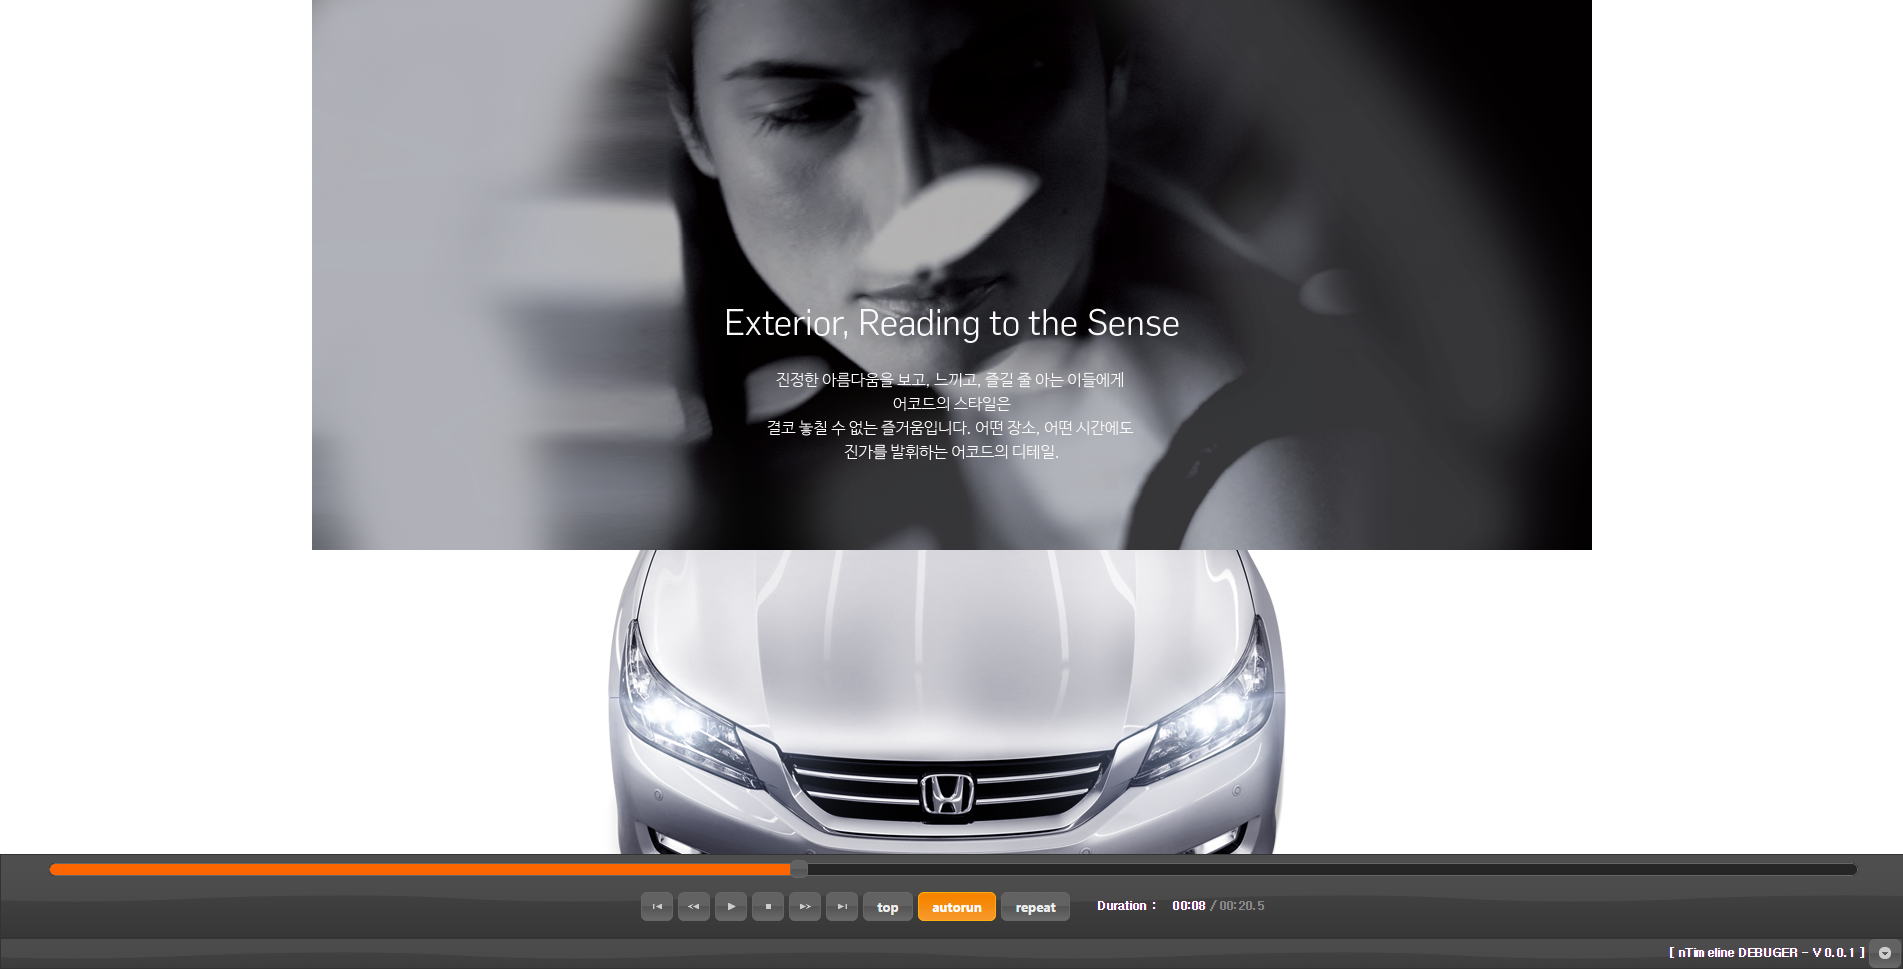 Exterior, Reading to the Sense
진정한 아름다움을 보고, 느끼고, 즐길 줄 아는 이들에게
어코드의 스타일은
결코 놓칠 수 없는 즐거움입니다. 어떤 장소, 어떤 시간에도
진가를 발휘하는 어코드의 디테일.
top autorun repeat Duration : 00:08 / 00:20.5
[ nTimeline DEBUGER - V 0.0.1 ]